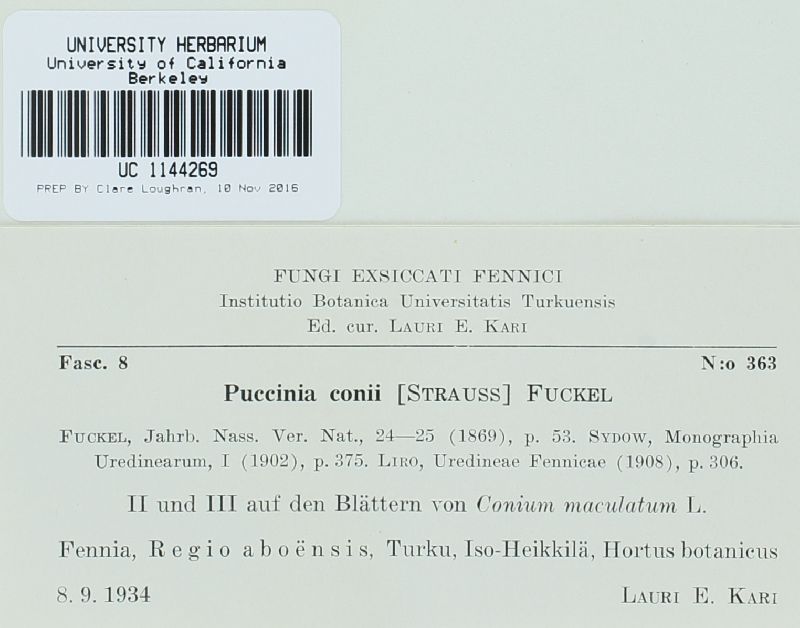 UNIVERSITY HERBARIUM
University of California
Berkeley
UC 1144269
PREP BY Clare Loughran, 10 Nov 2016
FUNGI EXSICCATI FENNICI
Institutio Botanica Universitatis Turkuensis
Ed. cur. LAURI E. KARI
Fasc. 8 N:o 363
Puccinia conii [STRAUSS] FUCKEL
FUCKEL, Jahrb. Nass. Ver. Nat., 24—25 (1869), p. 53. SYDOW, Monographia
Uredinearum, I (1902), p. 375. LIRO, Uredineae Fennicae (1908), p. 306.
II und III auf den Blättern von Conium maculatum L.
Fennia, Regio aboënsis, Turku, Iso-Heikkilä, Hortus botanicus
8. 9. 1934 LAURI E. KARI